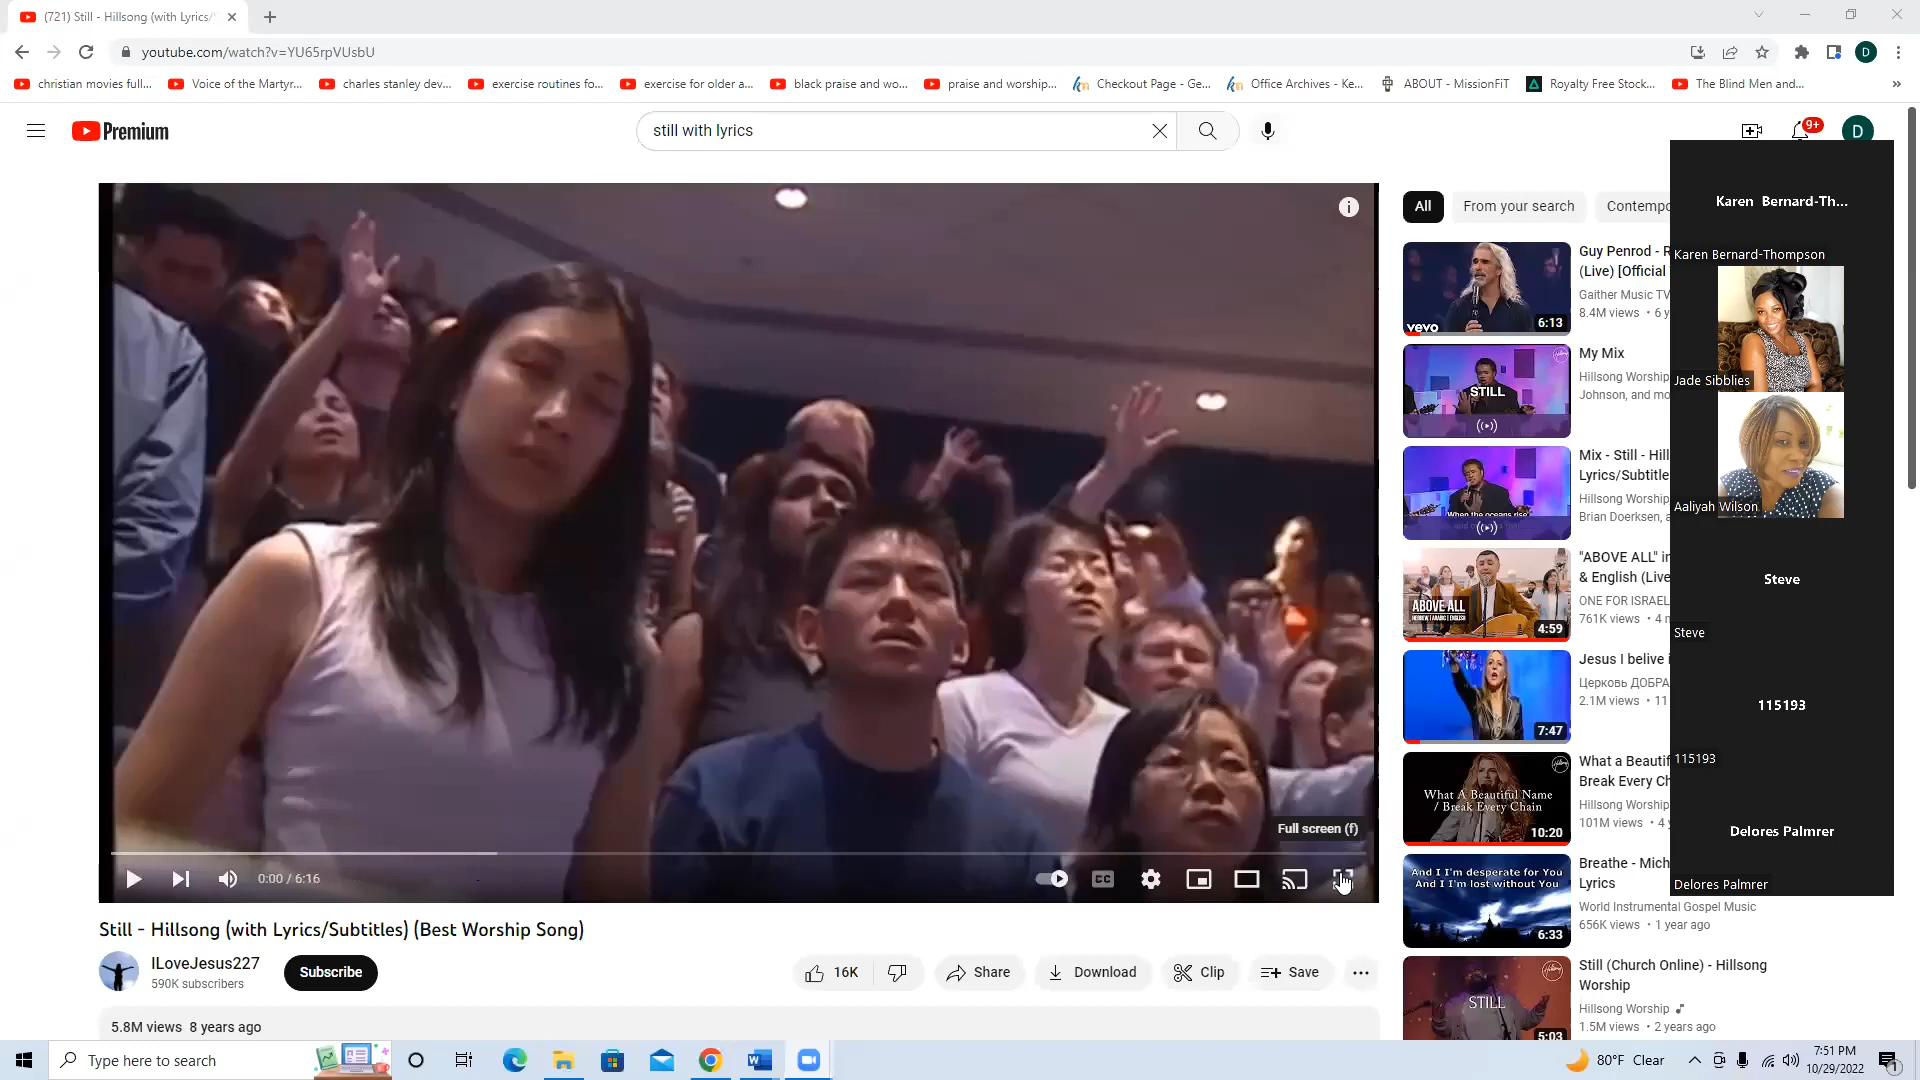 (721) Still - Hillsong (with Lyrics/
youtube.com/watch?v=YU65rpVUsbU
D
christian movies full...
Voice of the Martyr...
charles stanley dev...
exercise routines fo...
exercise for older a...
black praise and wo...
praise and worship...
Checkout Page - Ge...
Office Archives - Ke...
ABOUT - MissionFiT
Royalty Free Stock...
The Blind Men and...
Premium
still with lyrics
9+
D
All
From your search
Contempo
Full screen (f)
0:00 / 6:16
CC
Still - Hillsong (with Lyrics/Subtitles) (Best Worship Song)
ILoveJesus227
590K subscribers
Subscribe
16K
Share
Download
Clip
Save
5.8M views 8 years ago
vevo
6:13
Guy Penrod - R
(Live) [Official
Gaither Music TV
8.4M views • 6 y
STILL
My Mix
Hillsong Worship
Johnson, and mo
When the oceans rise
Mix - Still - Hill
Lyrics/Subtitle
Hillsong Worship
Brian Doerksen, a
ABOVE ALL
HEBREW | ARABIC | ENGLISH
4:59
"ABOVE ALL" in
& English (Live
ONE FOR ISRAEL
761K views • 4 m
7:47
Jesus I belive i
Церковь ДОБРА
2.1M views • 11
What A Beautiful Name
/ Break Every Chain
10:20
What a Beautif
Break Every Ch
Hillsong Worship
101M views • 4 y
And I I'm desperate for You
And I I'm lost without You
6:33
Breathe - Mich
Lyrics
World Instrumental Gospel Music
656K views • 1 year ago
STILL
5:03
Still (Church Online) - Hillsong
Worship
Hillsong Worship
1.5M views • 2 years ago
Karen Bernard-Th...
Karen Bernard-Thompson
Jade Sibblies
Aaliyah Wilson
Steve
Steve
115193
115193
Delores Palmrer
Delores Palmrer
Type here to search
80°F Clear
7:51 PM
10/29/2022
1